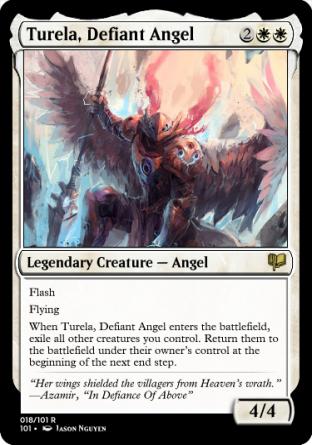 Turela, Defiant Angel 2
Legendary Creature — Angel
Flash
Flying
When Turela, Defiant Angel enters the battlefield,
exile all other creatures you control. Return them to
the battlefield under their owner's control at the
beginning of the next end step.
"Her wings shielded the villagers from Heaven's wrath."
—Azamir, "In Defiance Of Above"
4/4
018/101 R
101 • Jason Nguyen